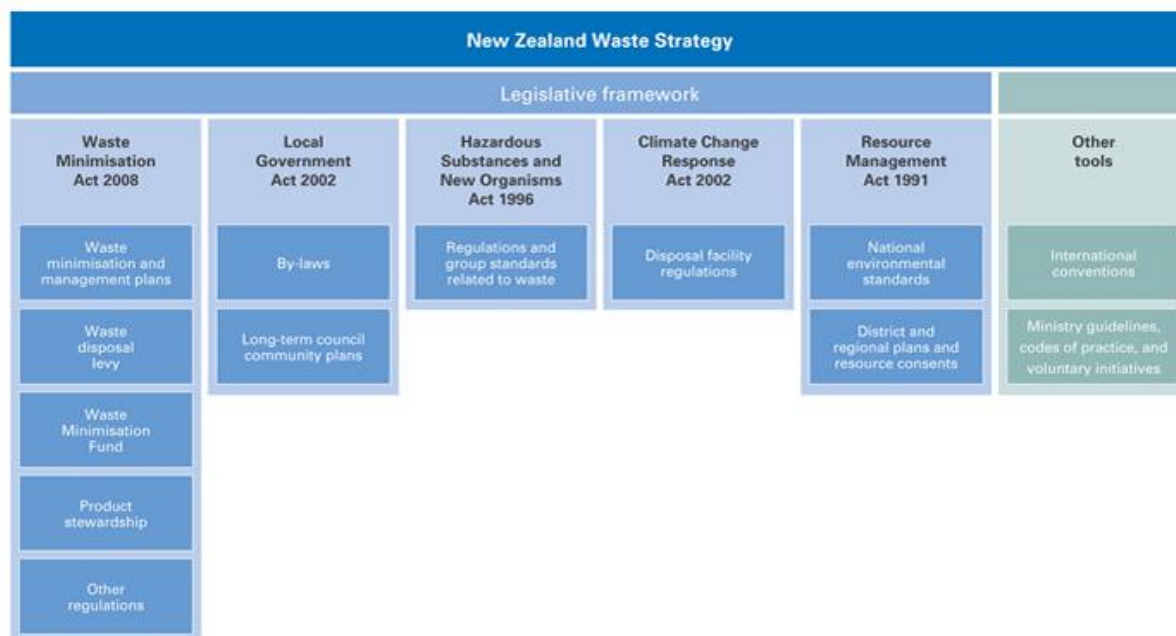 New Zealand Waste Strategy
Legislative framework
Waste
Minimisation
Act 2008
Waste
minimisation and
management plans
Waste
disposal
levy
Waste
Minimisation
Fund
Product
stewardship
Other
regulations
Local
Government
Act 2002
By-laws
Long-term council
community plans
Hazardous
Substances and
New Organisms
Act 1996
Regulations and
group standards
related to waste
Climate Change
Response
Act 2002
Disposal facility
regulations
Resource
Management
Act 1991
National
environmental
standards
District and
regional plans and
resource consents
Other
tools
International
conventions
Ministry guidelines,
codes of practice, and
voluntary initiatives